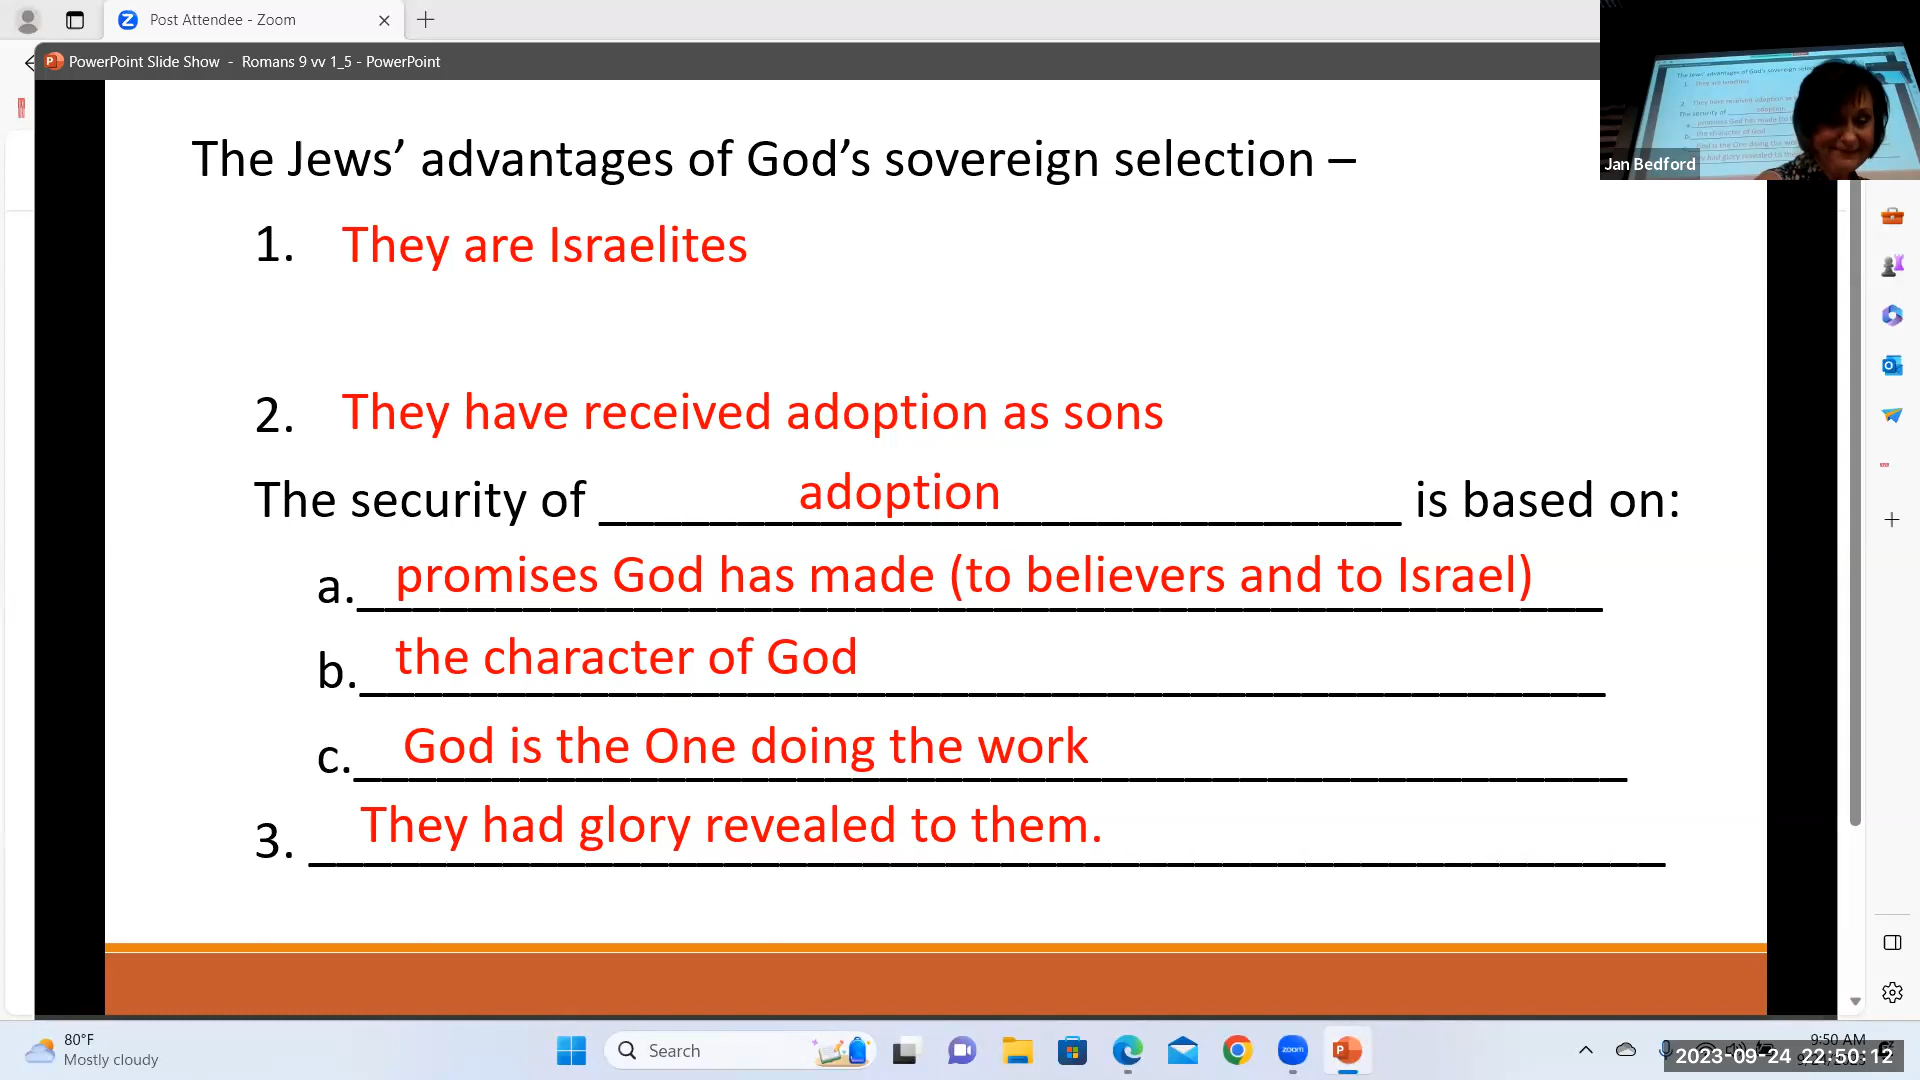 Post Attendee - Zoom
PowerPoint Slide Show - Romans 9 vv 1_5 - PowerPoint
Jan Bedford
The Jews’ advantages of God’s sovereign selection –
1. They are Israelites
2. They have received adoption as sons
The security of adoption is based on:
a. promises God has made (to believers and to Israel)
b. the character of God
c. God is the One doing the work
3. They had glory revealed to them.
80°F
Mostly cloudy
Search
zoom
9:50 AM
2023-09-24 22:50:12